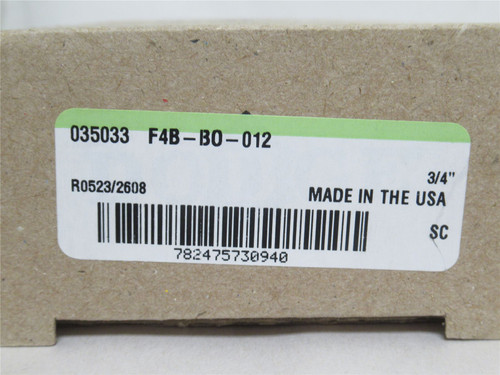 035033 F4B-BO-012
3/4"
R0523/2608
MADE IN THE USA
SC
782475730940